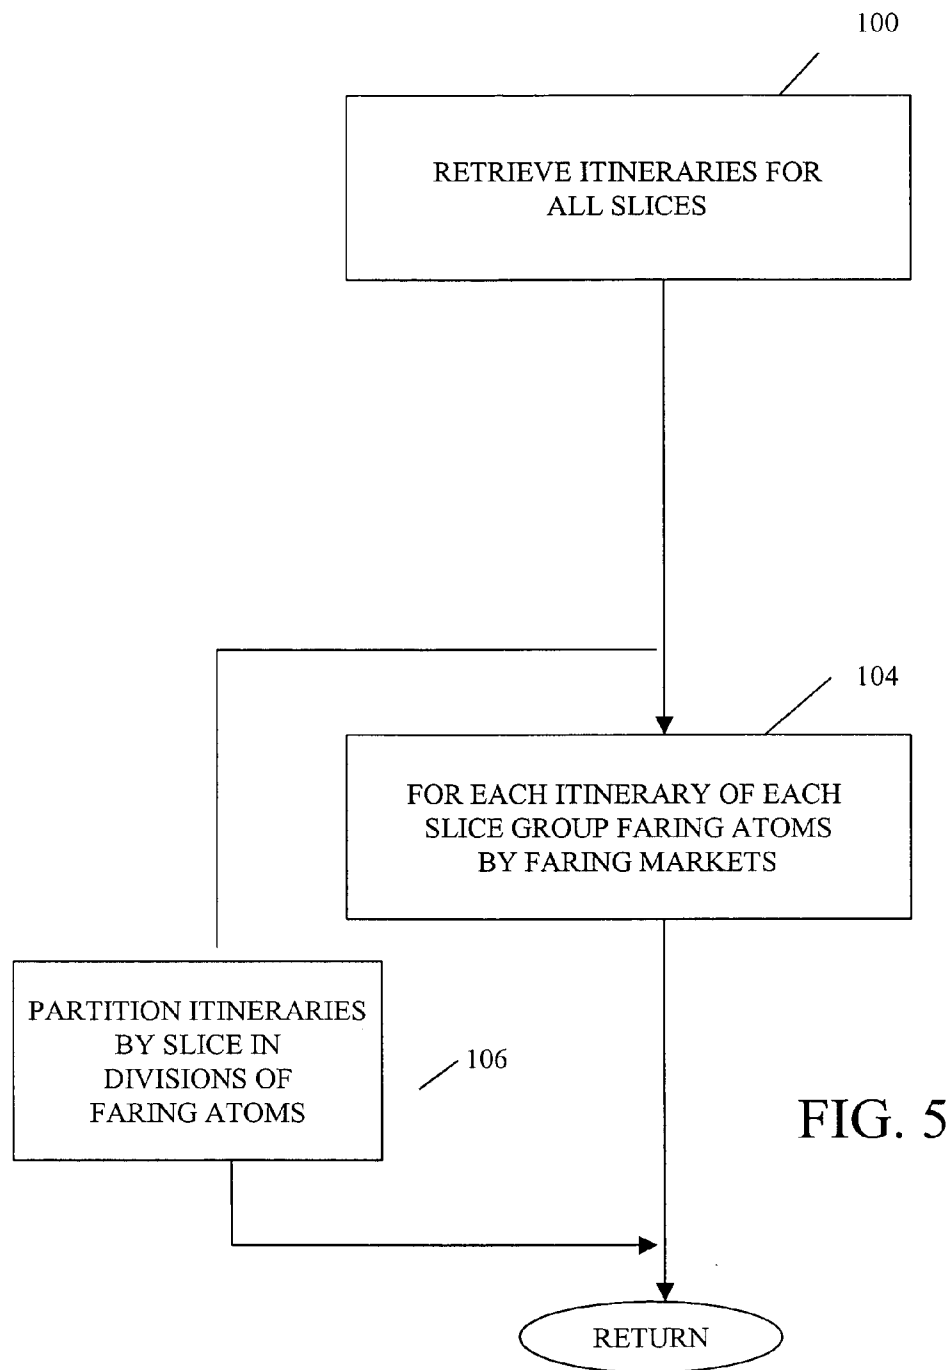 100
RETRIEVE ITINERARIES FOR
ALL SLICES
104
FOR EACH ITINERARY OF EACH
SLICE GROUP FARING ATOMS
BY FARING MARKETS
PARTITION ITINERARIES
BY SLICE IN
DIVISIONS OF
FARING ATOMS
106
FIG. 5
RETURN